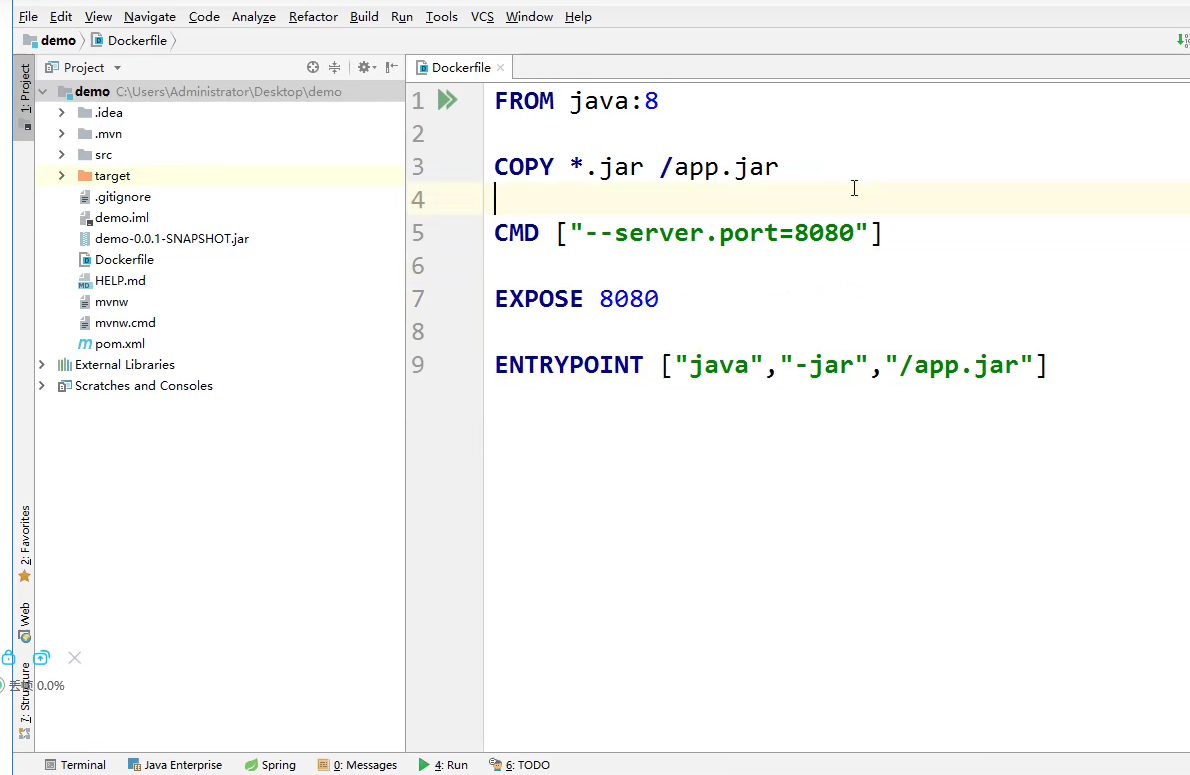 File Edit View Navigate Code Analyze Refactor Build Run Tools VCS Window Help
demo Dockerfile
1: Project
Project
Dockerfile
demo C:\Users\Administrator\Desktop\demo
.idea
.mvn
src
target
.gitignore
demo.iml
demo-0.0.1-SNAPSHOT.jar
Dockerfile
HELP.md
mvnw
mvnw.cmd
pom.xml
External Libraries
Scratches and Consoles
1 FROM java:8
2
3 COPY *.jar /app.jar
4
5 CMD ["--server.port=8080"]
6
7 EXPOSE 8080
8
9 ENTRYPOINT ["java","-jar","/app.jar"]
2: Favorites
Web
7: Structure
0.0%
Terminal Java Enterprise Spring 0: Messages 4: Run 6: TODO